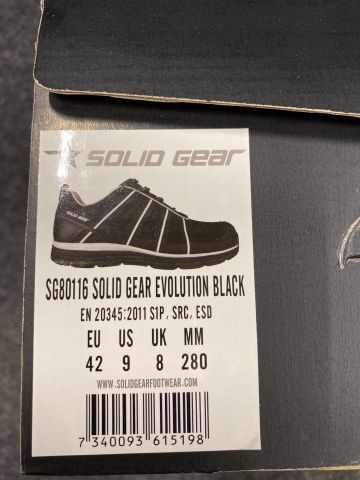 SOLID GEAR
SG80116 SOLID GEAR EVOLUTION BLACK
EN 20345:2011 S1P, SRC, ESD
EU US UK MM
42 9 8 280
WWW.SOLIDGEARFOOTWEAR.COM
7 340093 615198